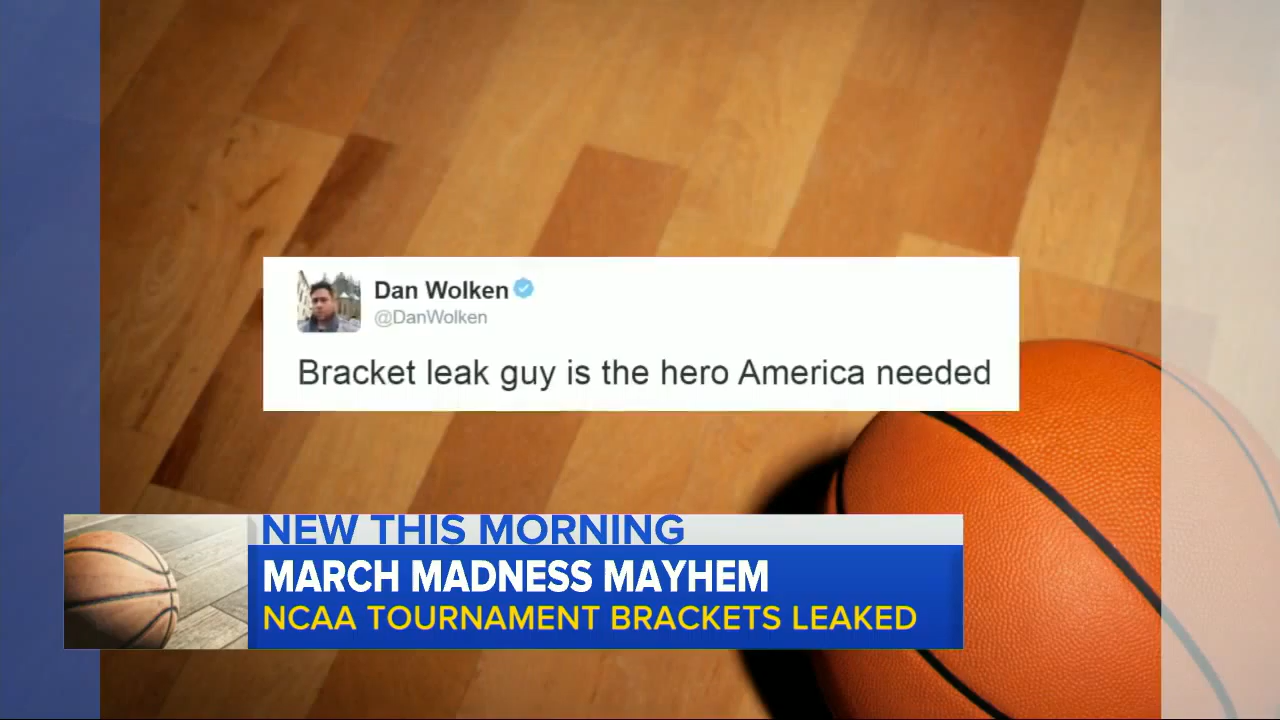 Dan Wolken
@DanWolken
Bracket leak guy is the hero America needed
NEW THIS MORNING
MARCH MADNESS MAYHEM
NCAA TOURNAMENT BRACKETS LEAKED